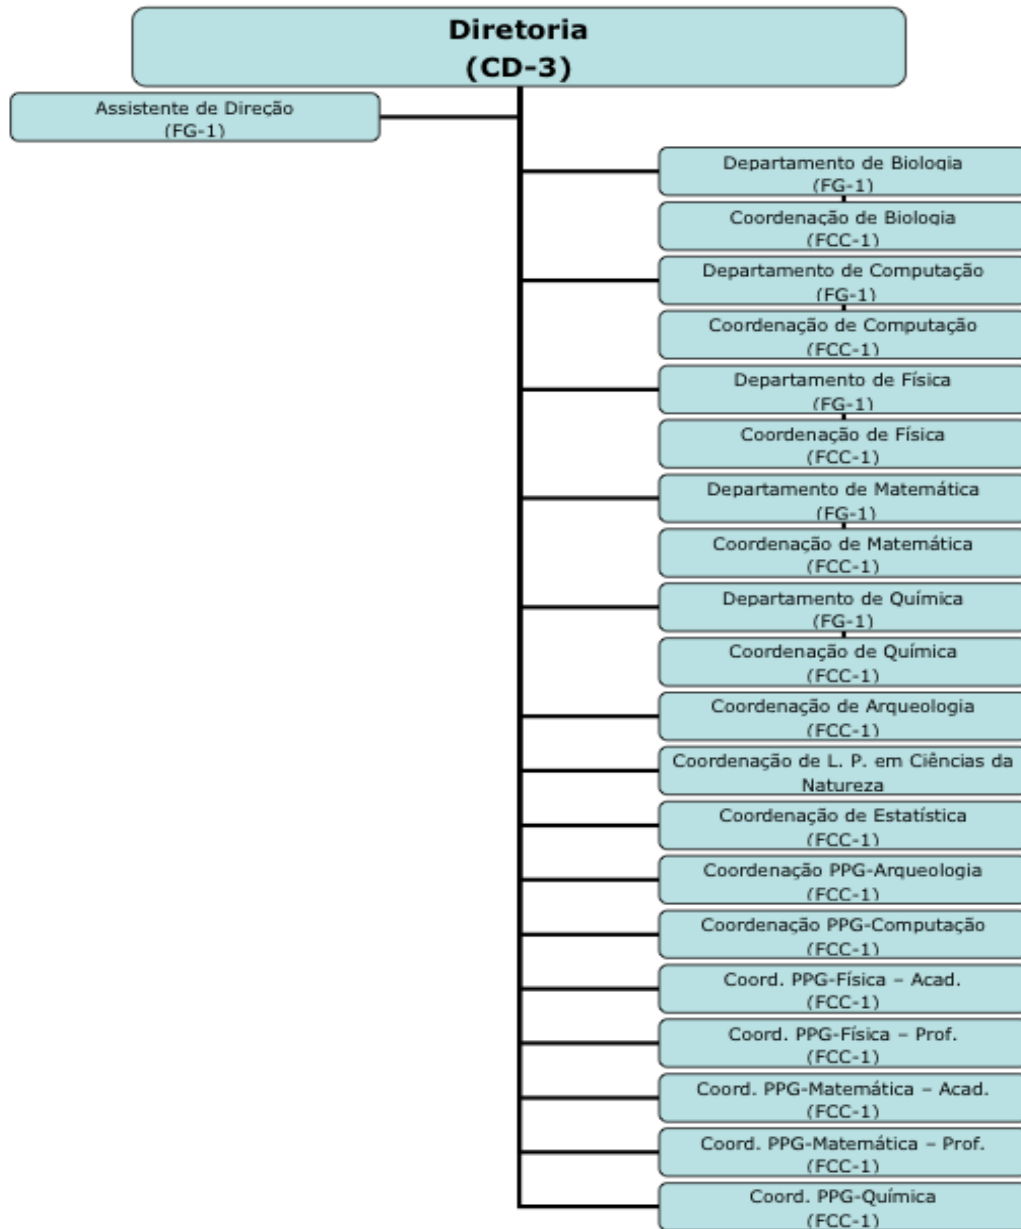 Diretoria
(CD-3)
Assistente de Direção
(FG-1)
Departamento de Biologia
(FG-1)
Coordenação de Biologia
(FCC-1)
Departamento de Computação
(FG-1)
Coordenação de Computação
(FCC-1)
Departamento de Física
(FG-1)
Coordenação de Física
(FCC-1)
Departamento de Matemática
(FG-1)
Coordenação de Matemática
(FCC-1)
Departamento de Química
(FG-1)
Coordenação de Química
(FCC-1)
Coordenação de Arqueologia
(FCC-1)
Coordenação de L. P. em Ciências da
Natureza
Coordenação de Estatística
(FCC-1)
Coordenação PPG-Arqueologia
(FCC-1)
Coordenação PPG-Computação
(FCC-1)
Coord. PPG-Física – Acad.
(FCC-1)
Coord. PPG-Física – Prof.
(FCC-1)
Coord. PPG-Matemática – Acad.
(FCC-1)
Coord. PPG-Matemática – Prof.
(FCC-1)
Coord. PPG-Química
(FCC-1)